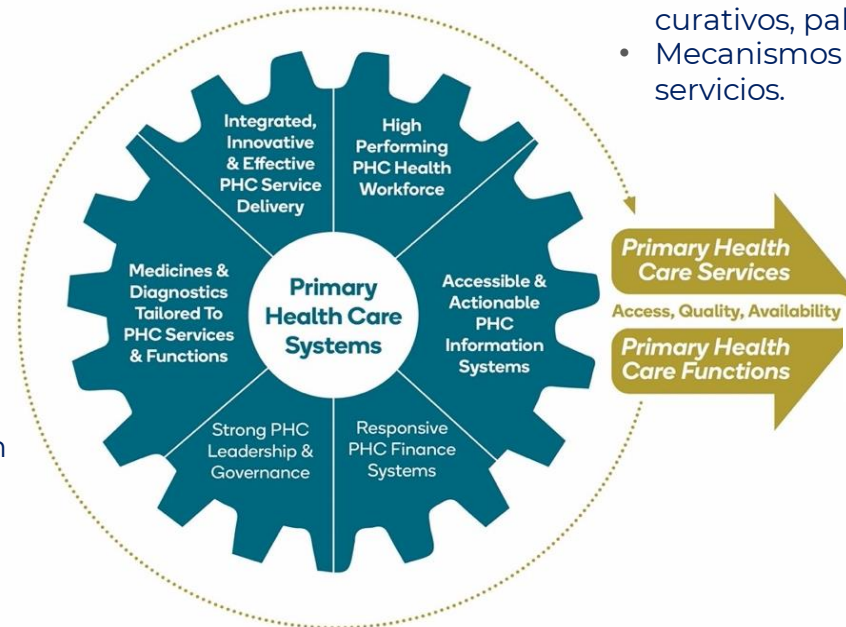 curativos,
• Mecanismos
servicios.
Integrated,
Innovative
& Effective
PHC Service
Delivery
High
Performing
PHC Health
Workforce
Medicines &
Diagnostics
Tailored To
PHC Services
& Functions
Primary
Health Care
Systems
Accessible &
Actionable
PHC
Information
Systems
Primary Health
Care Services
Access, Quality, Availability
Primary Health
Care Functions
Strong PHC
Leadership &
Governance
Responsive
PHC Finance
Systems